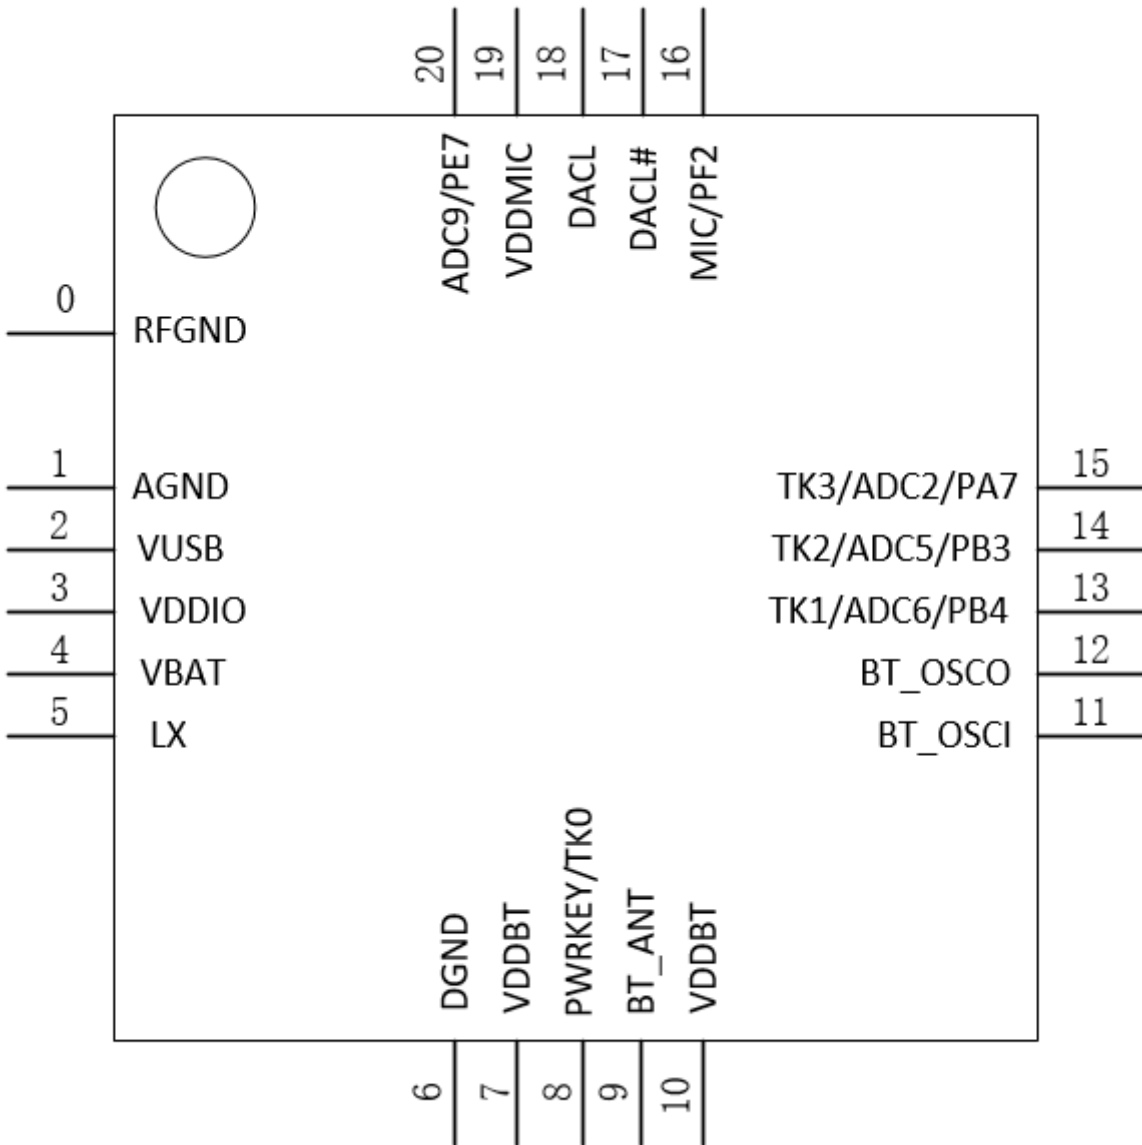 20
19
18
17
16
ADC9/PE7
VDDMIC
DACL
DACL#
MIC/PF2
0
RFGND
1
AGND
2
VUSB
3
VDDIO
4
VBAT
5
LX
TK3/ADC2/PA7
15
TK2/ADC5/PB3
14
TK1/ADC6/PB4
13
BT_OSCO
12
BT_OSCI
11
DGND
VDDBT
PWRKEY/TK0
BT_ANT
VDDBT
6
7
8
9
10